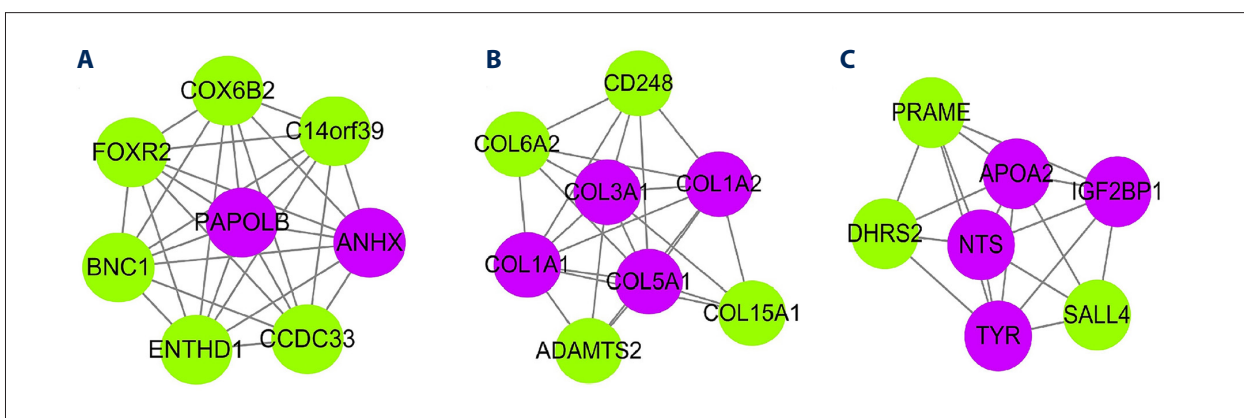 A
COX6B2
C14orf39
FOXR2
PAPOLB
ANHX
BNC1
ENTHD1
CCDC33
B
CD248
COL6A2
COL3A1
COL1A2
COL1A1
COL5A1
COL15A1
ADAMTS2
C
PRAME
APOA2
IGF2BP1
DHRS2
NTS
SALL4
TYR